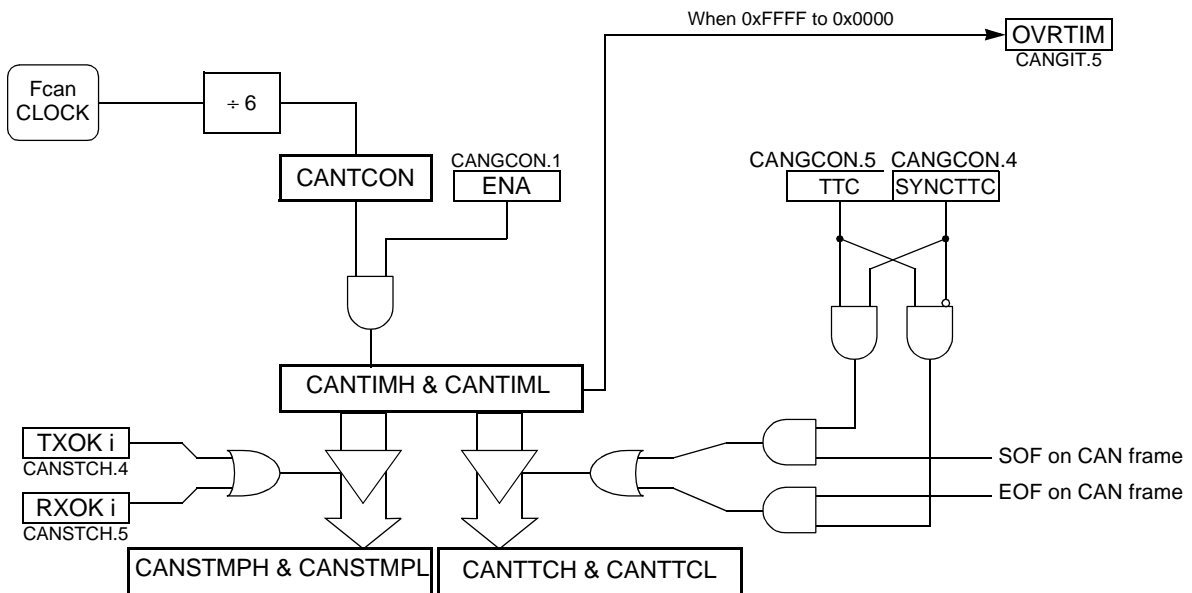 When 0xFFFF to 0x0000
OVRTIM
CANGIT.5
Fcan
CLOCK
÷ 6
CANTCON
CANGCON.1
ENA
CANGCON.5 CANGCON.4
TTC SYNCTTC
CANTIMH & CANTIML
TXOK i
CANSTCH.4
RXOK i
CANSTCH.5
SOF on CAN frame
EOF on CAN frame
CANSTMPH & CANSTMPL
CANTTCH & CANTTCL